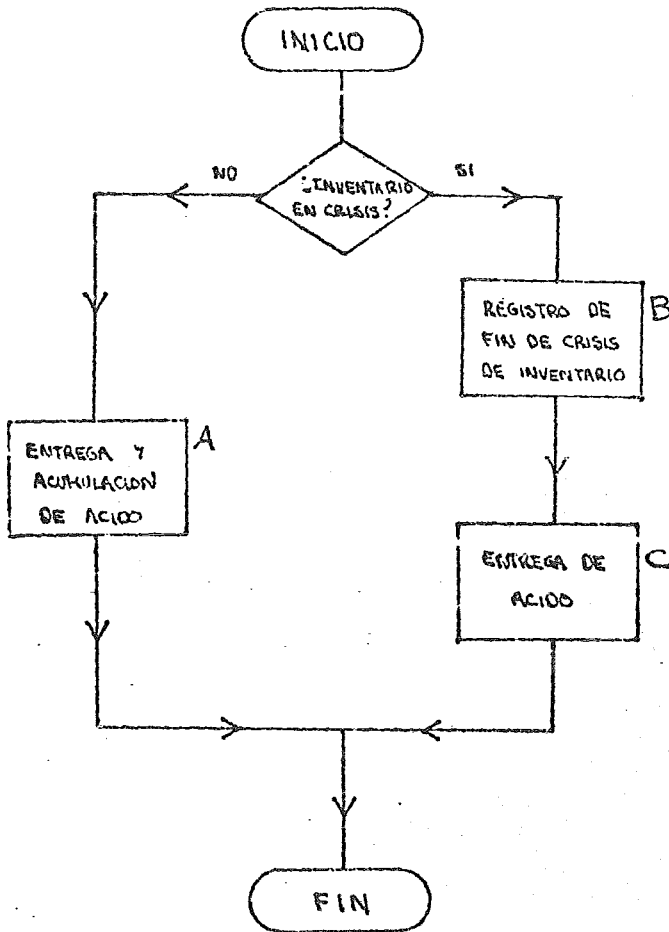 INICIO
¿INVENTARIO
EN CRISIS?
NO
SI
REGISTRO DE
FIN DE CRISIS
DE INVENTARIO
B
ENTREGA Y
ACUMULACION
DE ACIDO
A
ENTREGA DE
ACIDO
C
FIN